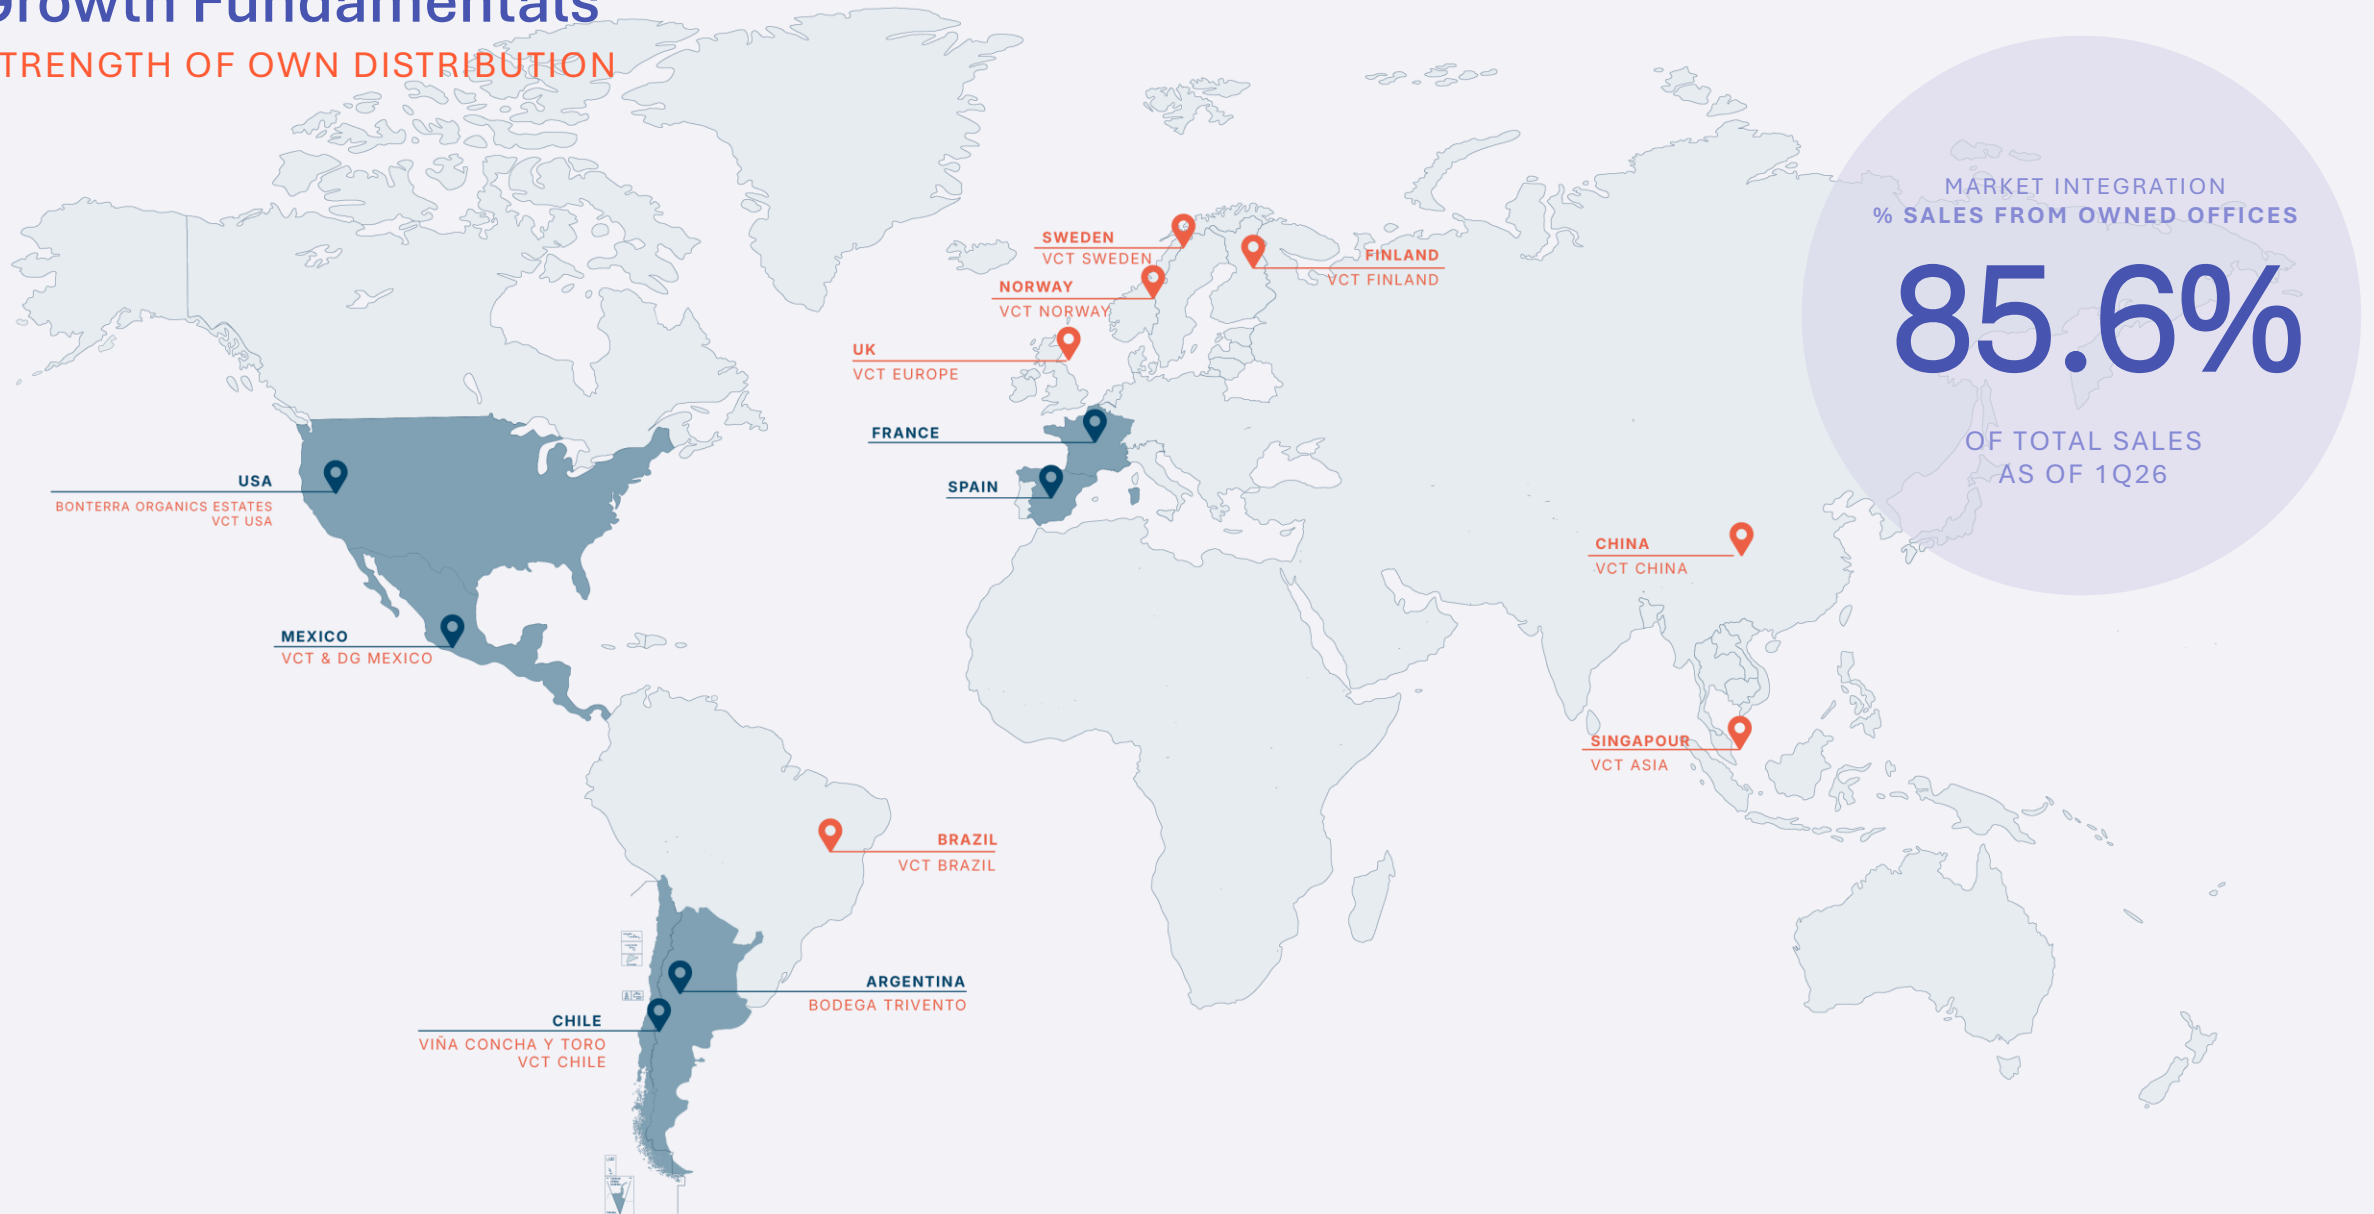 Growth Fundamentals
TRENGTH OF OWN DISTRIBUTION
MARKET INTEGRATION
% SALES FROM OWNED OFFICES
85.6%
OF TOTAL SALES
AS OF 1Q26
SWEDEN
VCT SWEDEN
FINLAND
VCT FINLAND
NORWAY
VCT NORWAY
UK
VCT EUROPE
FRANCE
SPAIN
USA
BONTERRA ORGANICS ESTATES
VCT USA
CHINA
VCT CHINA
MEXICO
VCT & DG MEXICO
SINGAPOUR
VCT ASIA
BRAZIL
VCT BRAZIL
ARGENTINA
BODEGA TRIVENTO
CHILE
VIÑA CONCHA Y TORO
VCT CHILE